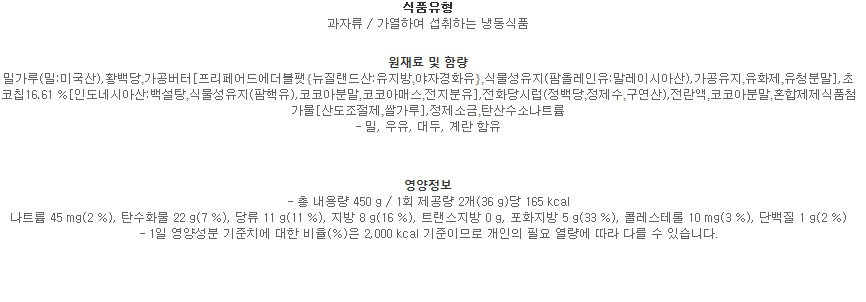 식품유형
과자류 / 가열하여 섭취하는 냉동식품
원재료 및 함량
밀가루(밀:미국산),황백당,가공버터[프리페어드에더블팻{뉴질랜드산:유지방,야자경화유},식물성유지(팜올레인유:말레이시아산),가공유지,유화제,유청분말],초
코칩16.61 %[인도네시아산:백설탕,식물성유지(팜핵유),코코아분말,코코아매스,전지분유],전화당시럽(정백당,정제수,구연산),전란액,코코아분말,혼합제제식품첨
가물[산도조절제,쌀가루],정제소금,탄산수소나트륨
- 밀, 우유, 대두, 계란 함유
영양정보
- 총 내용량 450 g / 1회 제공량 2개(36 g)당 165 kcal
나트륨 45 mg(2 %), 탄수화물 22 g(7 %), 당류 11 g(11 %), 지방 8 g(16 %), 트랜스지방 0 g, 포화지방 5 g(33 %), 콜레스테롤 10 mg(3 %), 단백질 1 g(2 %)
- 1일 영양성분 기준치에 대한 비율(%)은 2,000 kcal 기준이므로 개인의 필요 열량에 따라 다를 수 있습니다.